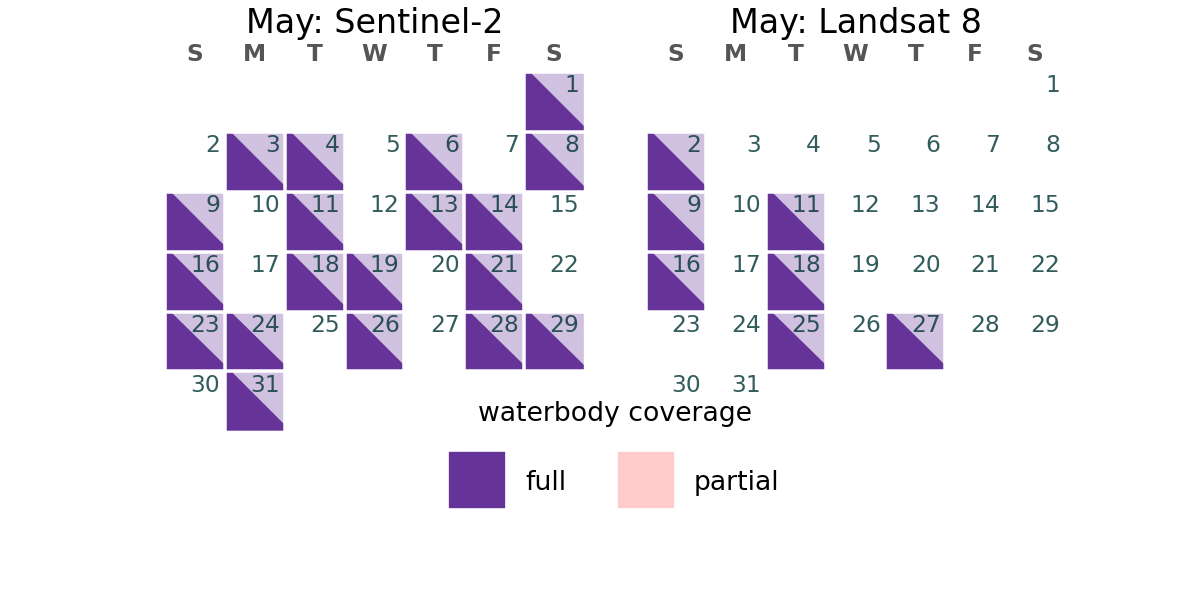 May: Sentinel-2
S M T W T F S
1
2 3 4 5 6 7 8
9 10 11 12 13 14 15
16 17 18 19 20 21 22
23 24 25 26 27 28 29
30 31
May: Landsat 8
S M T W T F S
1
2 3 4 5 6 7 8
9 10 11 12 13 14 15
16 17 18 19 20 21 22
23 24 25 26 27 28 29
30 31
waterbody coverage
full partial